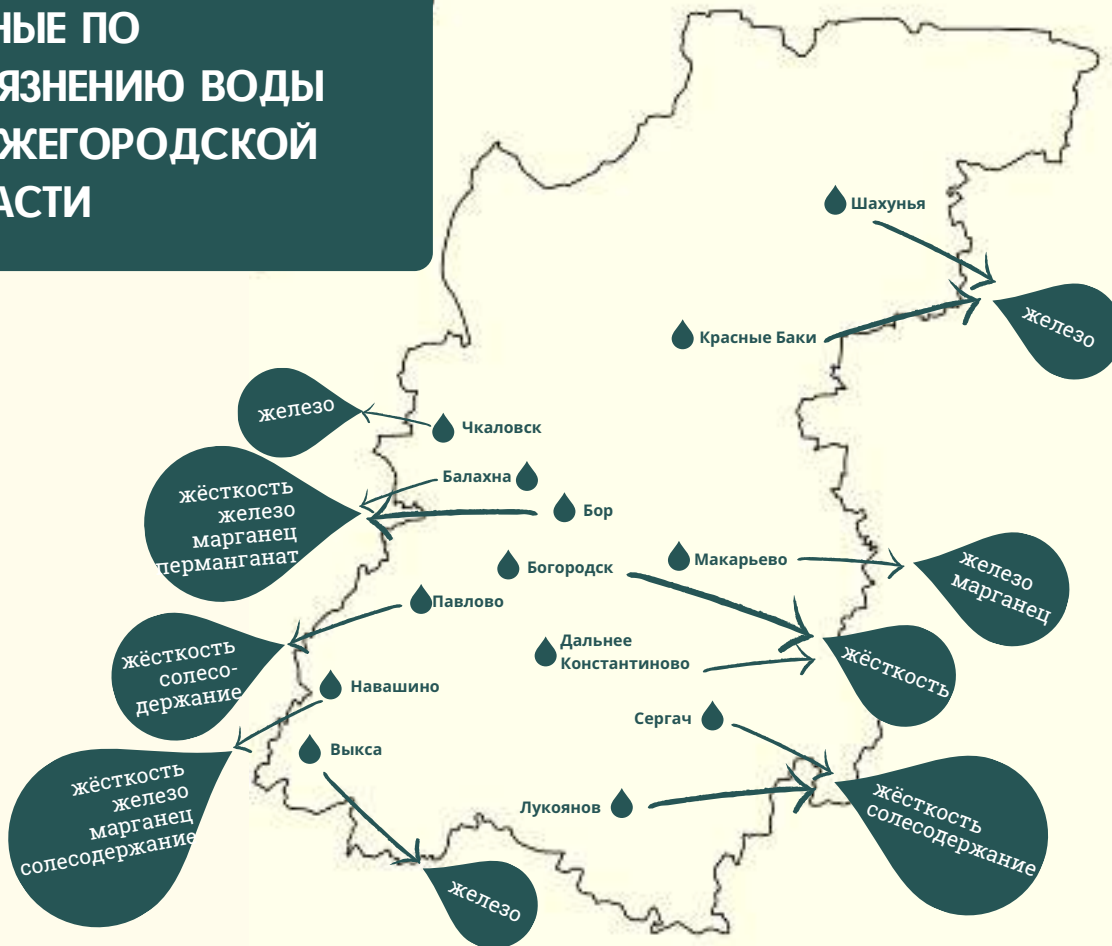 НЫЕ ПО
ЯЗНЕНИЮ ВОДЫ
ЖЕГОРОДСКОЙ
АСТИ
Шахунья
железо
Красные Баки
железо
Чкаловск
Балахна
жёсткость
железо
марганец
перманганат
Бор
Богородск
Макарьево
железо
марганец
Павлово
Дальнее
Константиново
жёсткость
жёсткость
солесо-
держание
Навашино
Сергач
Выкса
жёсткость
железо
марганец
солесодержание
Лукоянов
жёсткость
солесодержание
железо